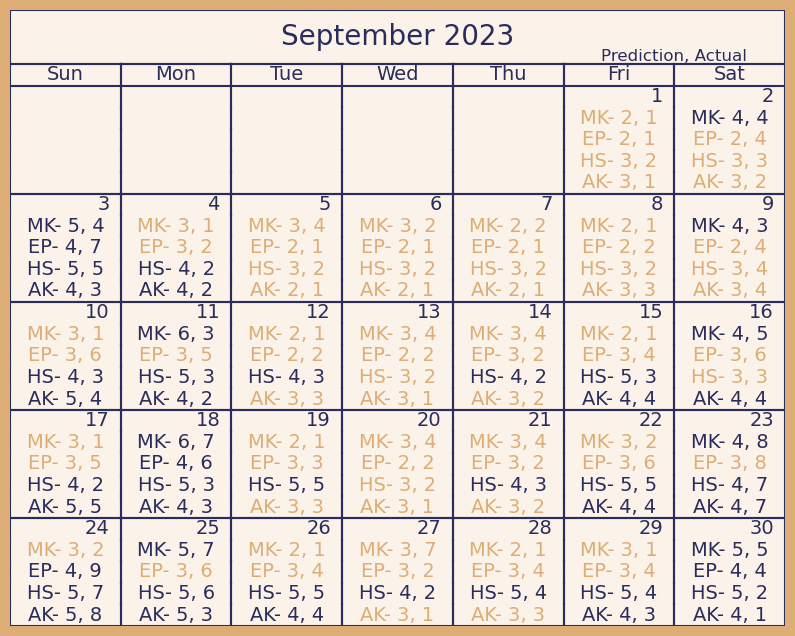 September 2023
Prediction, Actual
Sun Mon Tue Wed Thu Fri Sat
1 2
MK- 2, 1 MK- 4, 4
EP- 2, 1 EP- 2, 4
HS- 3, 2 HS- 3, 3
AK- 3, 1 AK- 3, 2
3 4 5 6 7 8 9
MK- 5, 4 MK- 3, 1 MK- 3, 4 MK- 3, 2 MK- 2, 2 MK- 2, 1 MK- 4, 3
EP- 4, 7 EP- 3, 2 EP- 2, 1 EP- 2, 1 EP- 2, 1 EP- 2, 2 EP- 2, 4
HS- 5, 5 HS- 4, 2 HS- 3, 2 HS- 3, 2 HS- 3, 2 HS- 3, 2 HS- 3, 4
AK- 4, 3 AK- 4, 2 AK- 2, 1 AK- 2, 1 AK- 2, 1 AK- 3, 3 AK- 3, 4
10 11 12 13 14 15 16
MK- 3, 1 MK- 6, 3 MK- 2, 1 MK- 3, 4 MK- 3, 4 MK- 2, 1 MK- 4, 5
EP- 3, 6 EP- 3, 5 EP- 2, 2 EP- 2, 2 EP- 3, 2 EP- 3, 4 EP- 3, 6
HS- 4, 3 HS- 5, 3 HS- 4, 3 HS- 3, 2 HS- 4, 2 HS- 5, 3 HS- 3, 3
AK- 5, 4 AK- 4, 2 AK- 3, 3 AK- 3, 1 AK- 3, 2 AK- 4, 4 AK- 4, 4
17 18 19 20 21 22 23
MK- 3, 1 MK- 6, 7 MK- 2, 1 MK- 3, 4 MK- 3, 4 MK- 3, 2 MK- 4, 8
EP- 3, 5 EP- 4, 6 EP- 3, 3 EP- 2, 2 EP- 3, 2 EP- 3, 6 EP- 3, 8
HS- 4, 2 HS- 5, 3 HS- 5, 5 HS- 3, 2 HS- 4, 3 HS- 5, 5 HS- 4, 7
AK- 5, 5 AK- 4, 3 AK- 3, 3 AK- 3, 1 AK- 3, 2 AK- 4, 4 AK- 4, 7
24 25 26 27 28 29 30
MK- 3, 2 MK- 5, 7 MK- 2, 1 MK- 3, 7 MK- 2, 1 MK- 3, 1 MK- 5, 5
EP- 4, 9 EP- 3, 6 EP- 3, 4 EP- 3, 2 EP- 3, 4 EP- 3, 4 EP- 4, 4
HS- 5, 7 HS- 5, 6 HS- 5, 5 HS- 4, 2 HS- 5, 4 HS- 5, 4 HS- 5, 2
AK- 5, 8 AK- 5, 3 AK- 4, 4 AK- 3, 1 AK- 3, 3 AK- 4, 3 AK- 4, 1